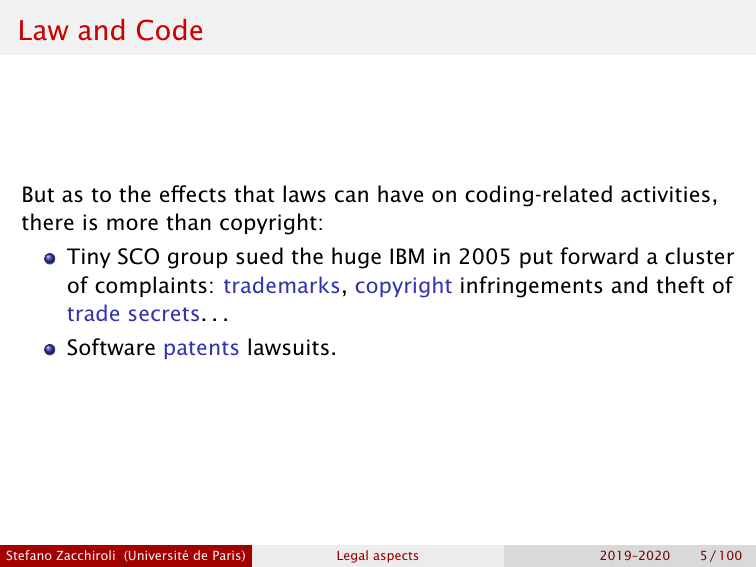 Law and Code
But as to the effects that laws can have on coding-related activities,
there is more than copyright:
Tiny SCO group sued the huge IBM in 2005 put forward a cluster
of complaints: trademarks, copyright infringements and theft of
trade secrets. . .
Software patents lawsuits.
Stefano Zacchiroli (Université de Paris) Legal aspects 2019–2020 5 / 100